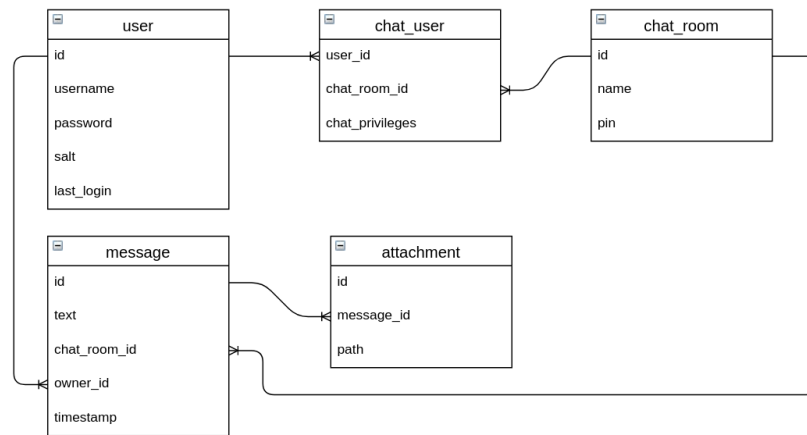 user
id
username
password
salt
last_login
chat_user
user_id
chat_room_id
chat_privileges
chat_room
id
name
pin
message
id
text
chat_room_id
owner_id
timestamp
attachment
id
message_id
path